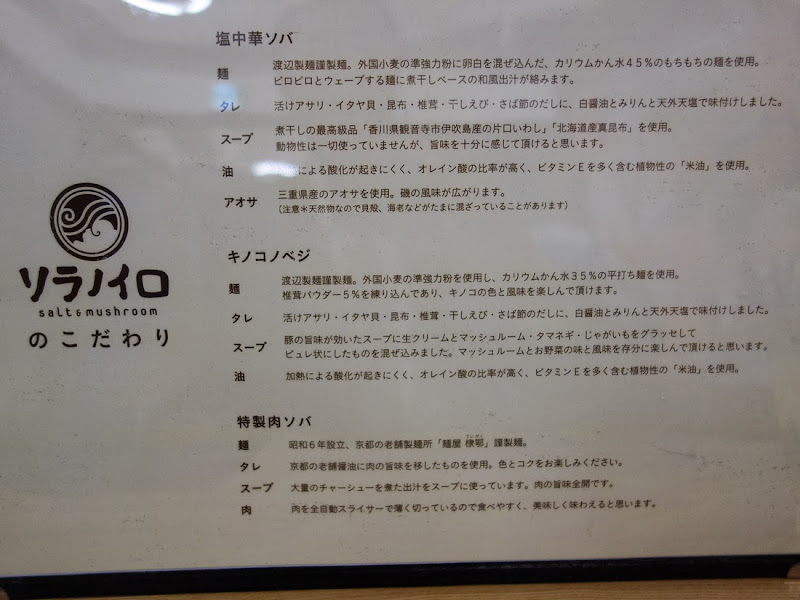 ソラノイロ
salt & mushroom
のこだわり
塩中華ソバ
麺 渡辺製麺謹製麺。外国小麦の準強力粉に卵白を混ぜ込んだ、カリウムかん水45%のもちもちの麺を使用。
ピロピロとウェーブする麺に煮干しベースの和風出汁が絡みます。
タレ 活けアサリ・イタヤ貝・昆布・椎茸・干しえび・さば節のだしに、白醤油とみりんと天外天塩で味付けしました。
スープ 煮干しの最高級品「香川県観音寺市伊吹島産の片口いわし」「北海道産真昆布」を使用。
動物性は一切使っていませんが、旨味を十分に感じて頂けると思います。
油 による酸化が起きにくく、オレイン酸の比率が高く、ビタミンEを多く含む植物性の「米油」を使用。
アオサ 三重県産のアオサを使用。磯の風味が広がります。
(注意＊天然物なので貝殻、海老などがたまに混ざっていることがあります)
キノコノベジ
麺 渡辺製麺謹製麺。外国小麦の準強力粉を使用し、カリウムかん水35%の平打ち麺を使用。
椎茸パウダー5%を練り込んであり、キノコの色と風味を楽しんで頂けます。
タレ 活けアサリ・イタヤ貝・昆布・椎茸・干しえび・さば節のだしに、白醤油とみりんと天外天塩で味付けしました。
スープ 豚の旨味が効いたスープに生クリームとマッシュルーム・タマネギ・じゃがいもをグラッセして
ピュレ状にしたものを混ぜ込みました。マッシュルームとお野菜の味と風味を存分に楽しんで頂けると思います。
油 加熱による酸化が起きにくく、オレイン酸の比率が高く、ビタミンEを多く含む植物性の「米油」を使用。
特製肉ソバ
麺 昭和6年設立、京都の老舗製麺所「麺屋 棣鄂」謹製麺。
タレ 京都の老舗醤油に肉の旨味を移したものを使用。色とコクをお楽しみください。
スープ 大量のチャーシューを煮た出汁をスープに使っています。肉の旨味全開です。
肉 肉を全自動スライサーで薄く切っているので食べやすく、美味しく味わえると思います。